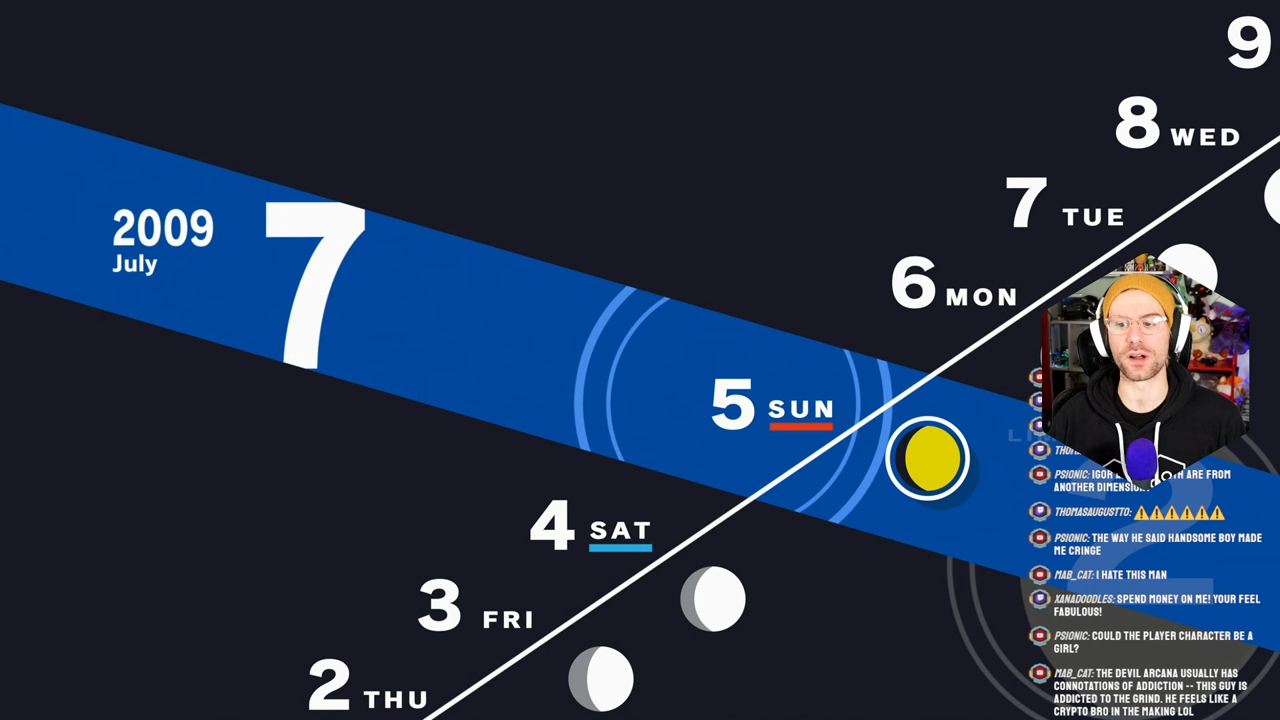 9
8 WED
7 TUE
6 MON
2009
July
7
5 SUN
4 SAT
3 FRI
2 THU
PSIONIC: IGOR
TH ARE FROM
ANOTHER DIMENSION
THOMASAUGUSTTO: ⚠️⚠️⚠️⚠️⚠️⚠️
PSIONIC: THE WAY HE SAID HANDSOME BOY MADE
ME CRINGE
MAB_CAT: I HATE THIS MAN
XANADOODLES: SPEND MONEY ON ME! YOUR FEEL
FABULOUS!
PSIONIC: COULD THE PLAYER CHARACTER BE A
GIRL?
MAB_CAT: THE DEVIL ARCANA USUALLY HAS
CONNOTATIONS OF ADDICTION -- THIS GUY IS
ADDICTED TO THE GRIND. HE FEELS LIKE A
CRYPTO BRO IN THE MAKING LOL
2